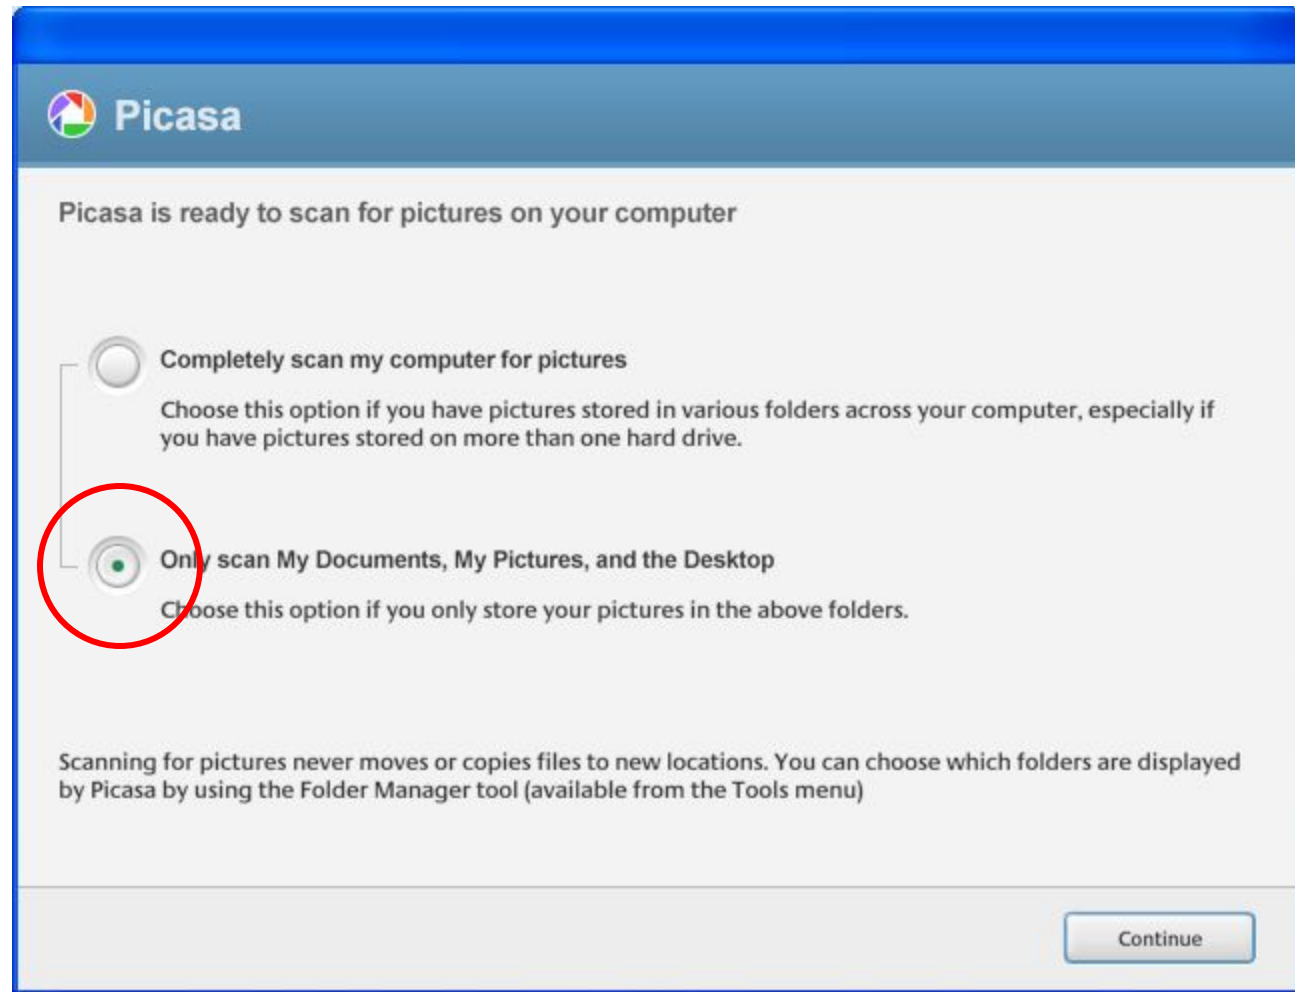 Picasa
Picasa is ready to scan for pictures on your computer
Completely scan my computer for pictures
Choose this option if you have pictures stored in various folders across your computer, especially if
you have pictures stored on more than one hard drive.
Only scan My Documents, My Pictures, and the Desktop
Choose this option if you only store your pictures in the above folders.
Scanning for pictures never moves or copies files to new locations. You can choose which folders are displayed
by Picasa by using the Folder Manager tool (available from the Tools menu)
Continue